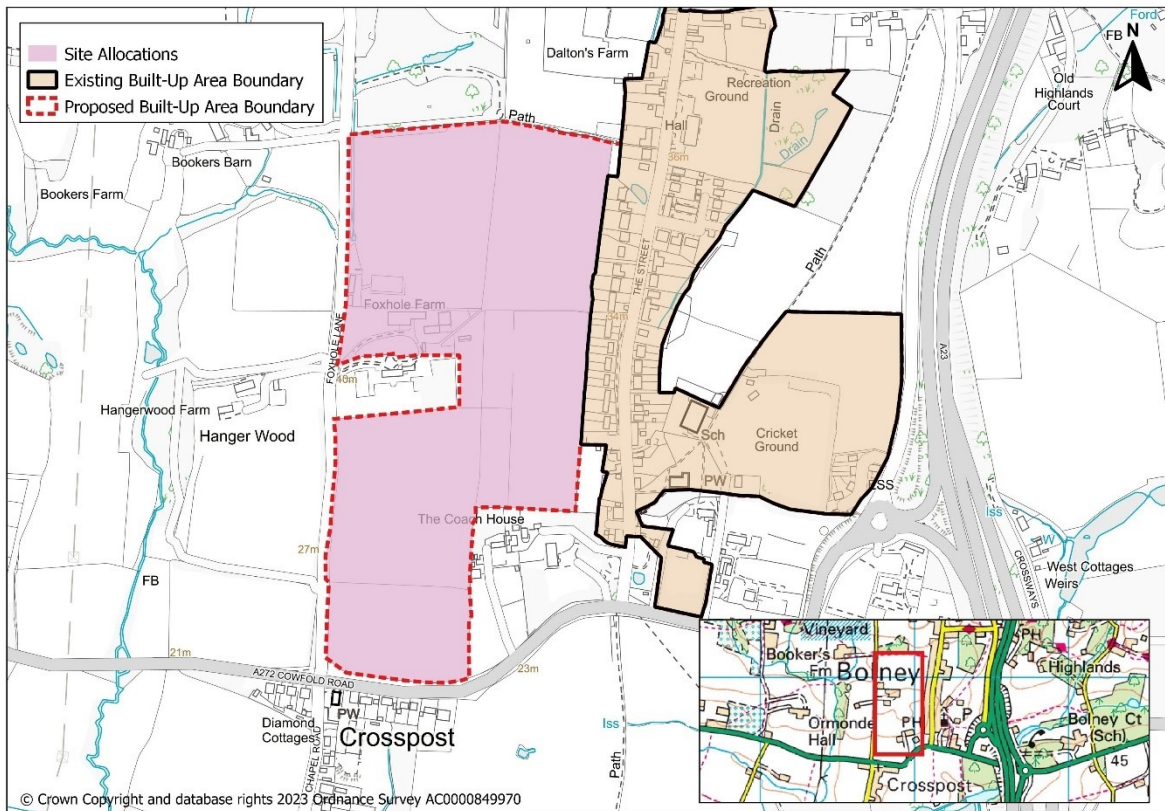 Site Allocations
Existing Built-Up Area Boundary
Proposed Built-Up Area Boundary
Dalton's Farm
Ford
FB
N
Old
Highlands
Court
Path
Recreation
Ground
Drain
Hall
Drain
36m
Bookers Barn
Bookers Farm
THE STREET
Path
A23
Foxhole Farm
34m
FOXHOLE LANE
40m
Hangerwood Farm
Hanger Wood
Sch
Cricket
Ground
PW
ESS
The Coach House
Iss
W
27m
FB
West Cottages
Weirs
CROSSWAYS
21m
A272 COWFOLD ROAD
23m
Diamond
Cottages
PW
CHAPEL ROAD
Crosspost
Iss
Path
Vineyard
PH
Booker's
Fm
Bolney
Highlands
Ormonde
Hall
PH
P
Bolney Ct
(Sch)
45
Crosspost
© Crown Copyright and database rights 2023 Ordnance Survey AC0000849970